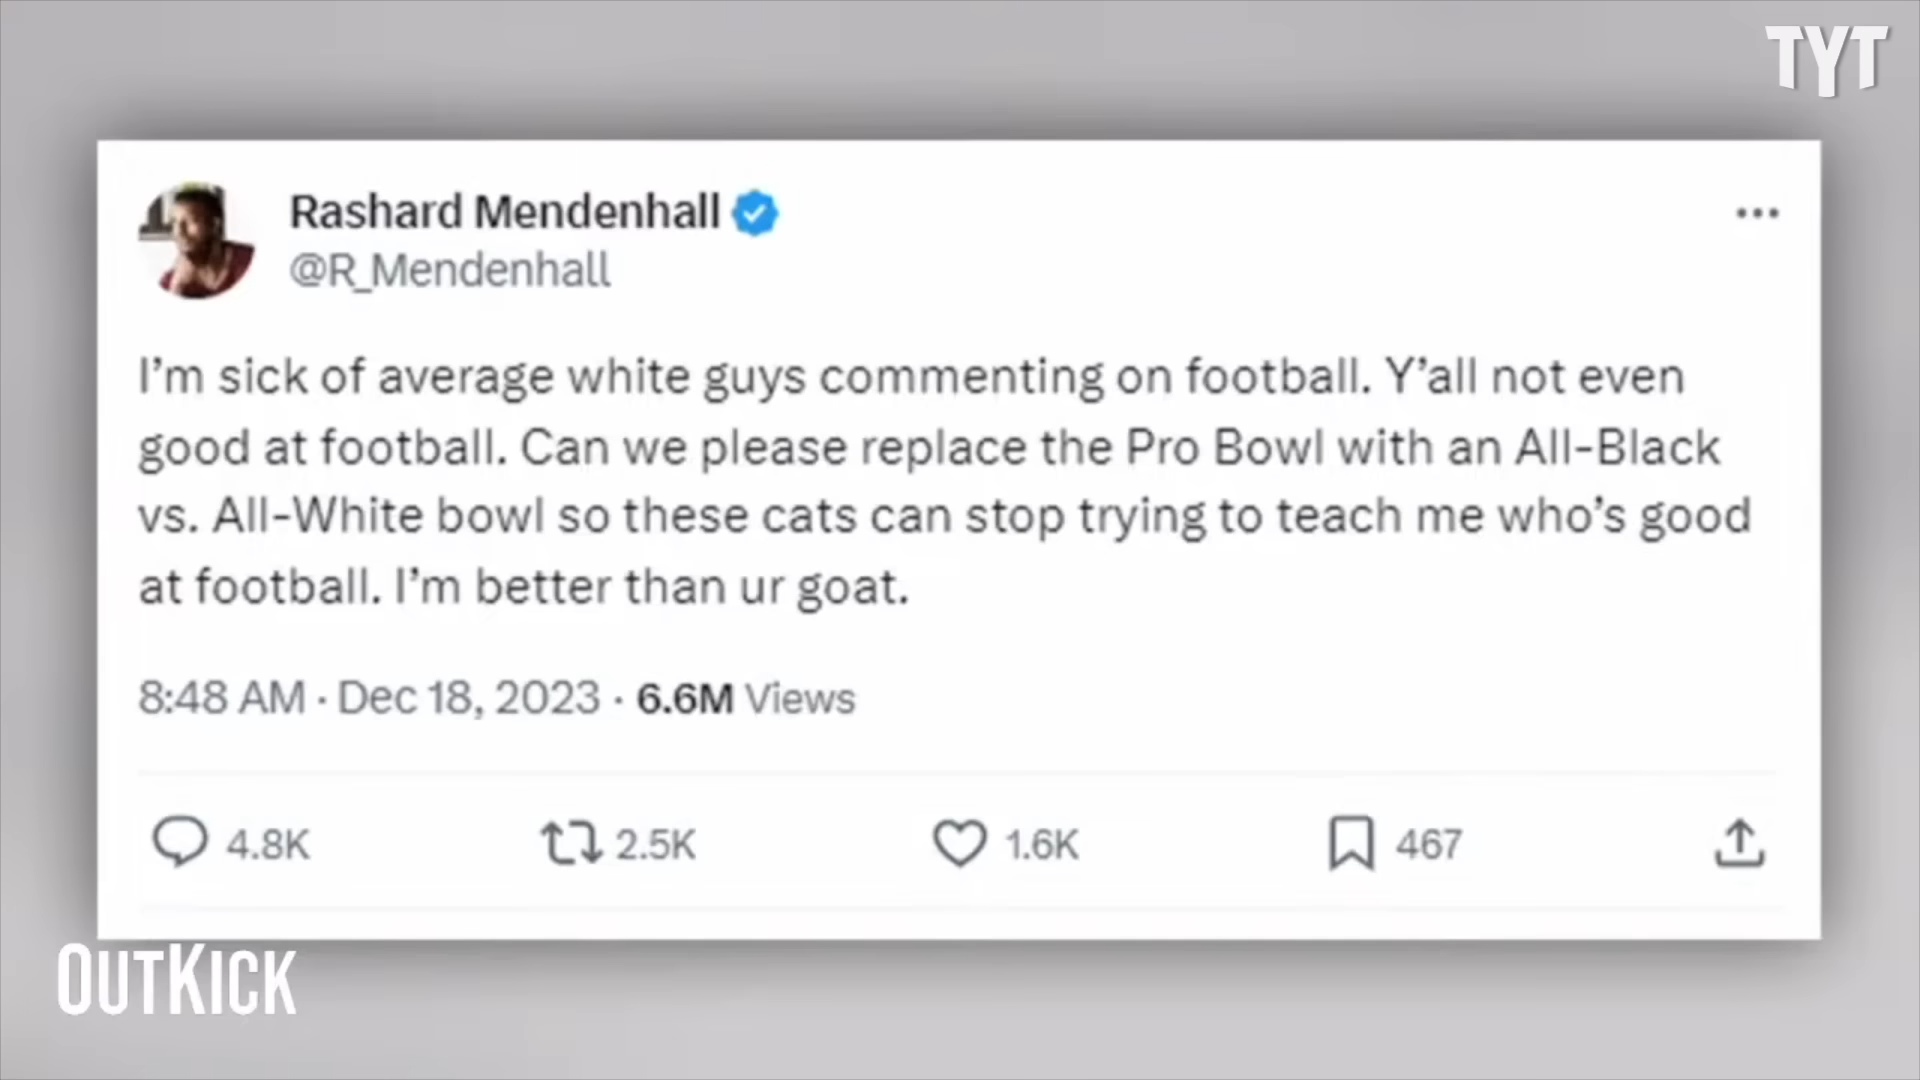 TYT
Rashard Mendenhall
@R_Mendenhall
I'm sick of average white guys commenting on football. Y'all not even
good at football. Can we please replace the Pro Bowl with an All-Black
vs. All-White bowl so these cats can stop trying to teach me who's good
at football. I'm better than ur goat.
8:48 AM · Dec 18, 2023 · 6.6M Views
4.8K 2.5K 1.6K 467
OUTKICK